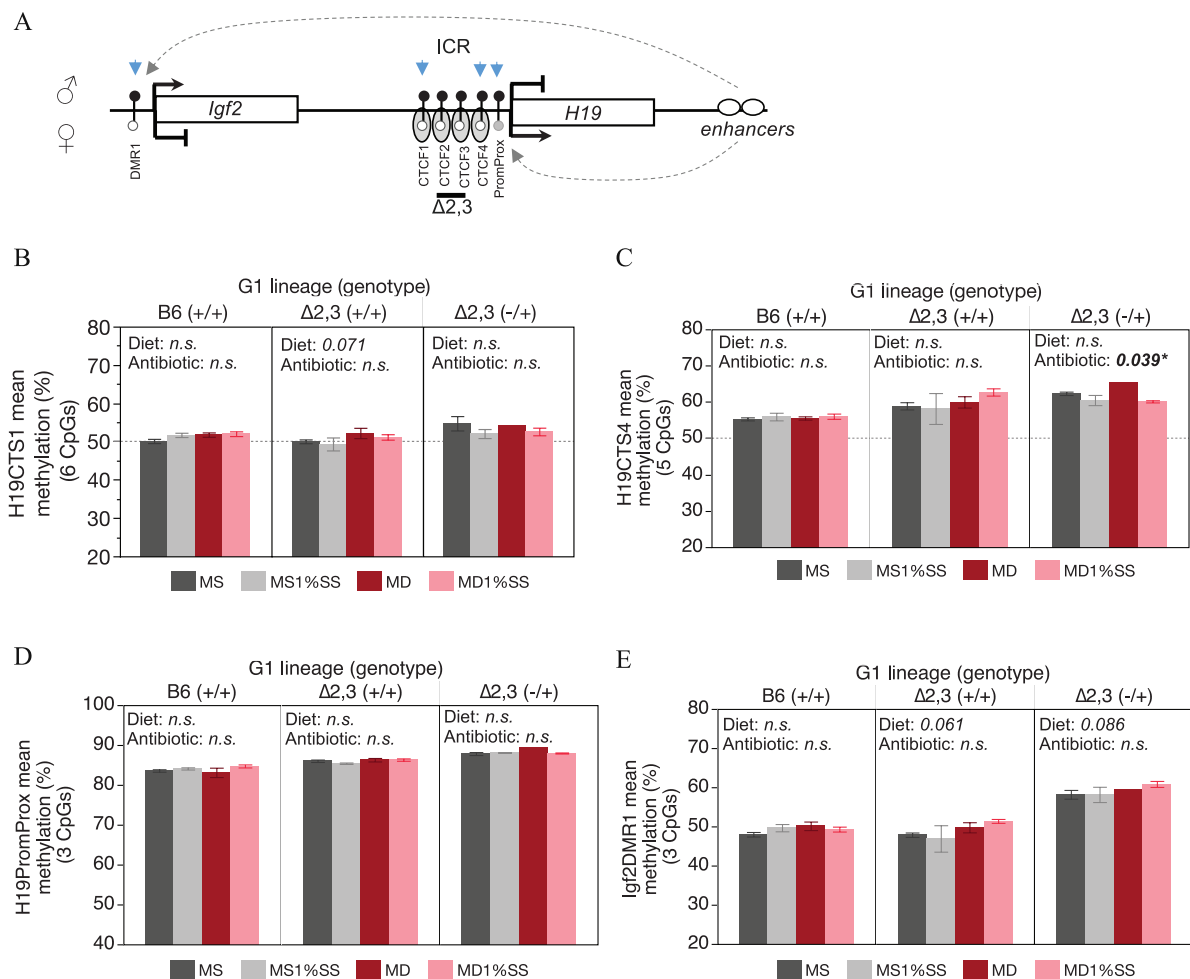 A
ICR
♂
♀
Igf2
H19
enhancers
DMR1
CTCF1
CTCF2
CTCF3
CTCF4
PromProx
Δ2,3
B
G1 lineage (genotype)
B6 (+/+)
Δ2,3 (+/+)
Δ2,3 (-/+)
Diet: n.s.
Antibiotic: n.s.
Diet: 0.071
Antibiotic: n.s.
Diet: n.s.
Antibiotic: n.s.
H19CTS1 mean
methylation (%)
(6 CpGs)
80
70
60
50
40
30
20
MS
MS1%SS
MD
MD1%SS
C
G1 lineage (genotype)
B6 (+/+)
Δ2,3 (+/+)
Δ2,3 (-/+)
Diet: n.s.
Antibiotic: n.s.
Diet: n.s.
Antibiotic: n.s.
Diet: n.s.
Antibiotic: 0.039*
H19CTS4 mean
methylation (%)
(5 CpGs)
80
70
60
50
40
30
20
MS
MS1%SS
MD
MD1%SS
D
G1 lineage (genotype)
B6 (+/+)
Δ2,3 (+/+)
Δ2,3 (-/+)
Diet: n.s.
Antibiotic: n.s.
Diet: n.s.
Antibiotic: n.s.
Diet: n.s.
Antibiotic: n.s.
H19PromProx mean
methylation (%)
(3 CpGs)
100
90
80
70
60
50
40
MS
MS1%SS
MD
MD1%SS
E
G1 lineage (genotype)
B6 (+/+)
Δ2,3 (+/+)
Δ2,3 (-/+)
Diet: n.s.
Antibiotic: n.s.
Diet: 0.061
Antibiotic: n.s.
Diet: 0.086
Antibiotic: n.s.
Igf2DMR1 mean
methylation (%)
(3 CpGs)
80
70
60
50
40
30
20
MS
MS1%SS
MD
MD1%SS